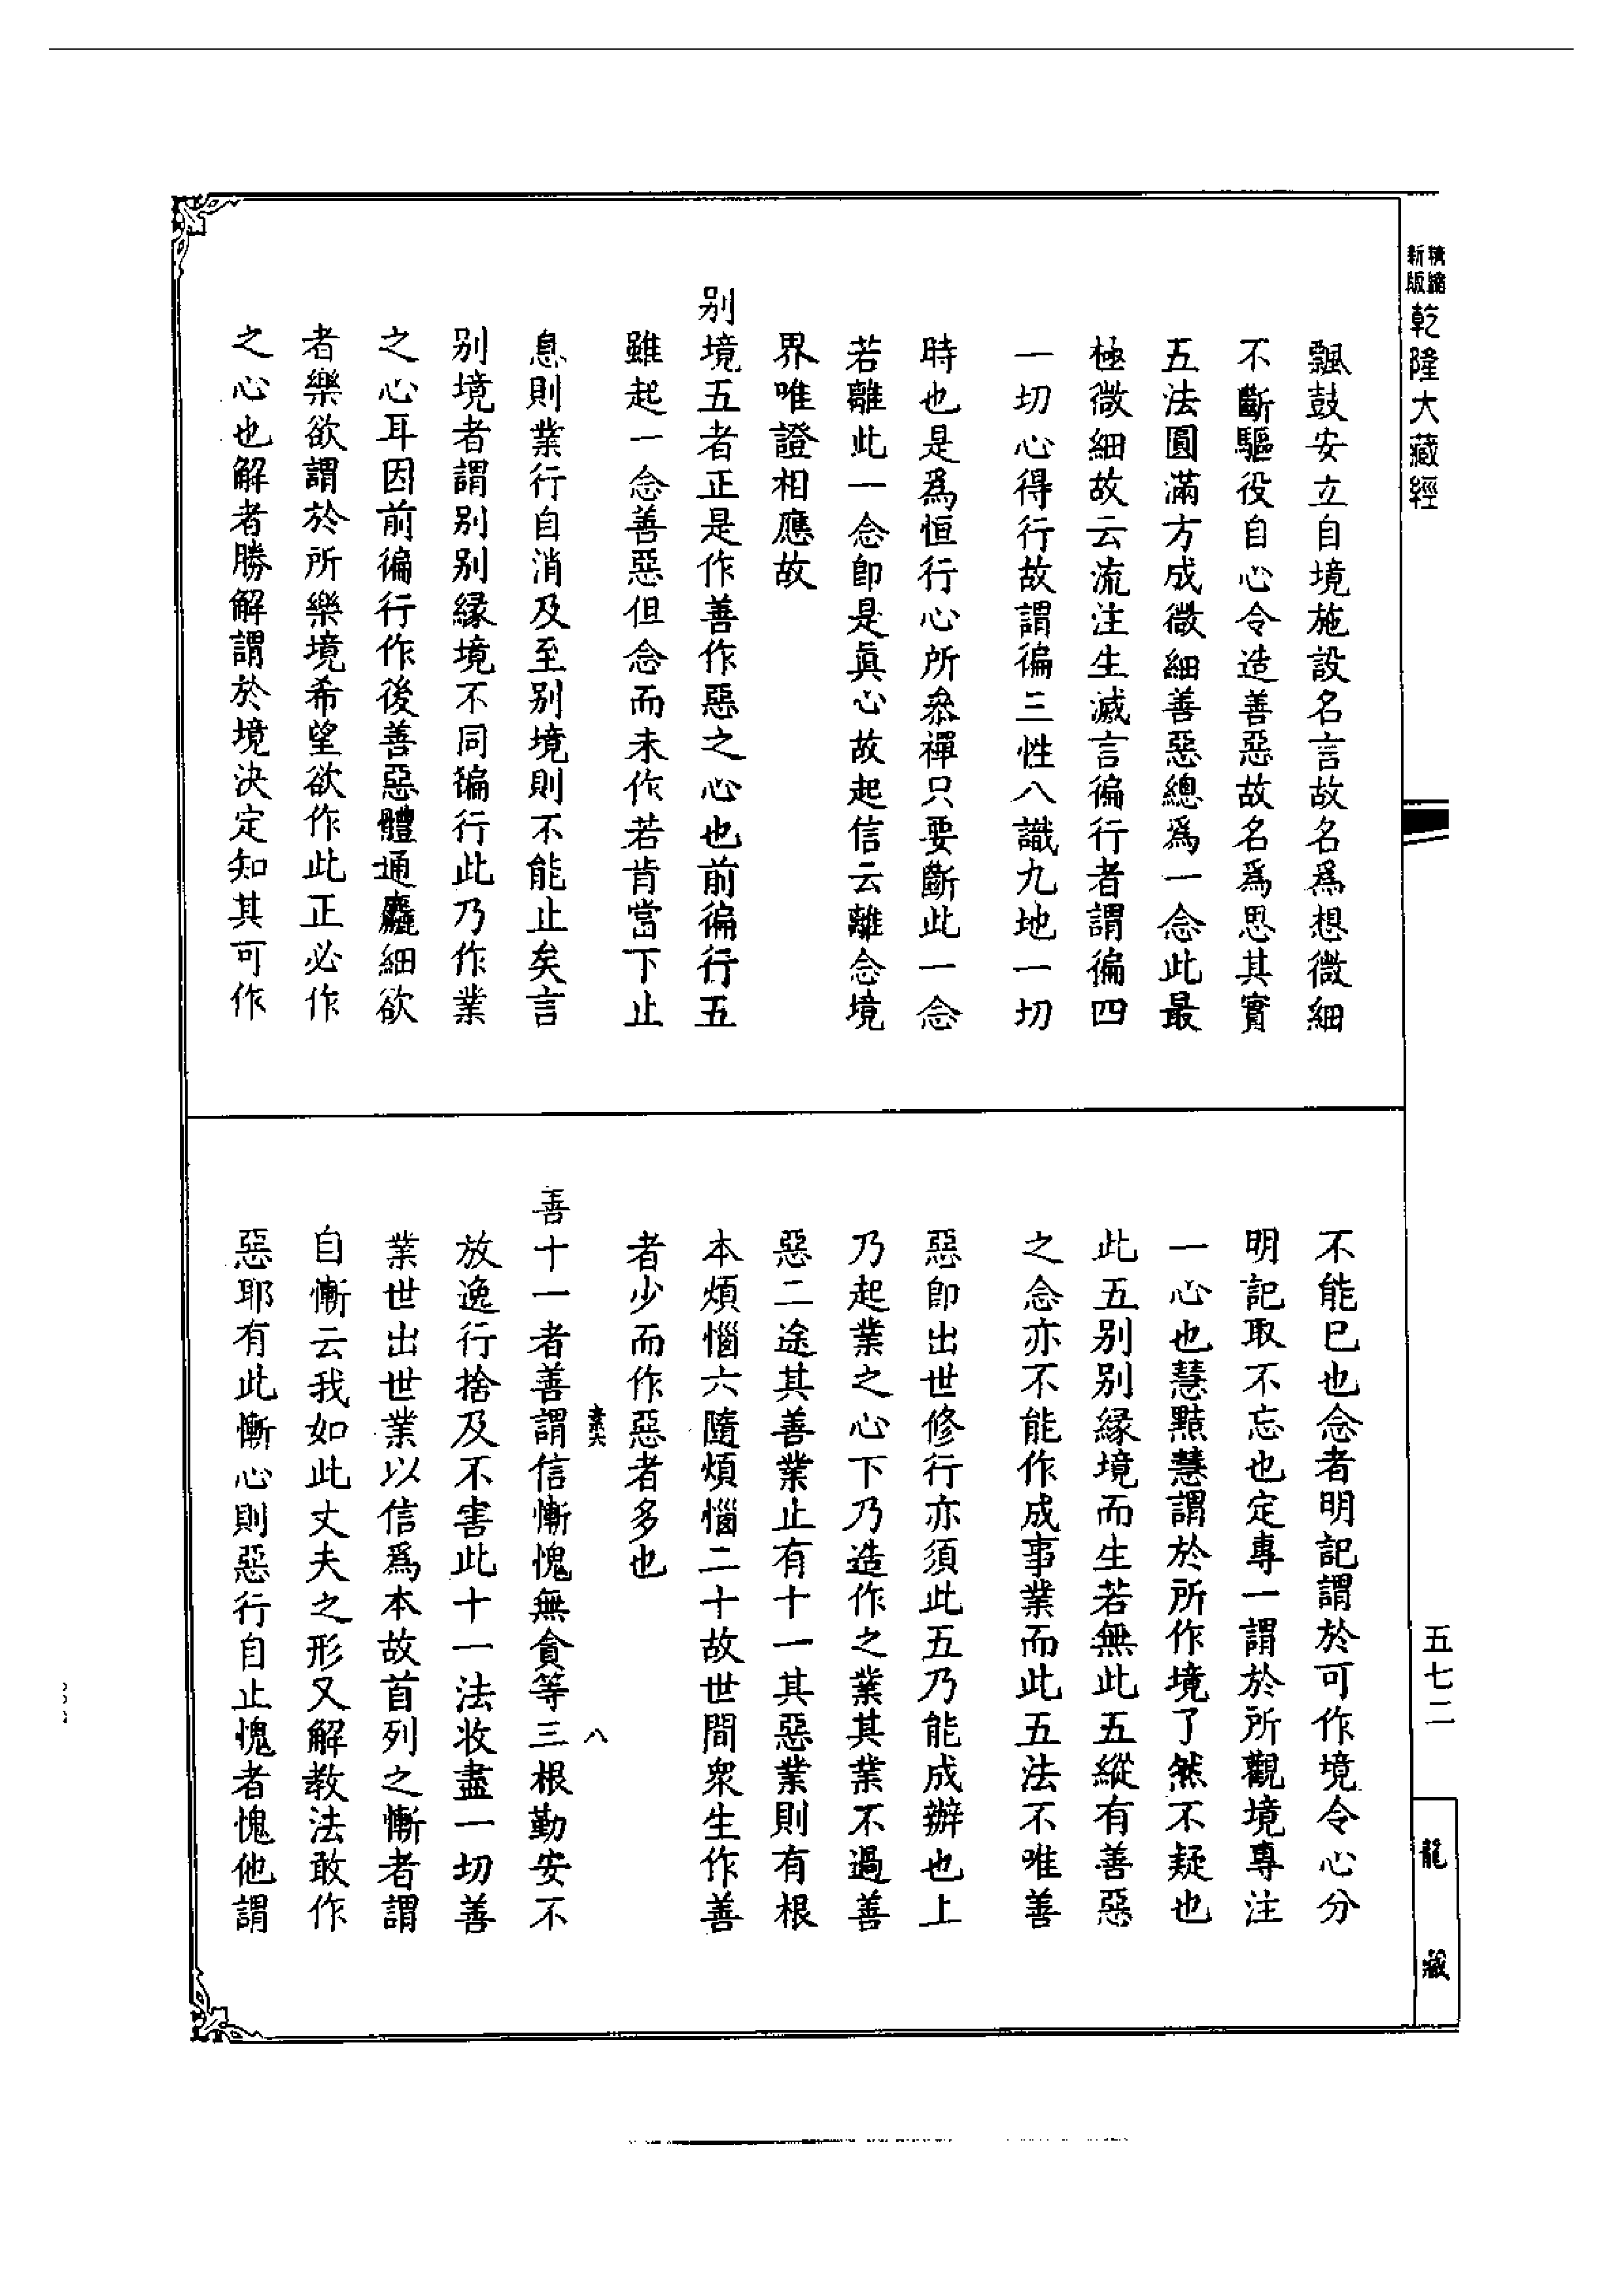 精縮
新版
乾隆大藏經
飄鼓安立自境施設名言故名爲想微細
不斷驅役自心令造善惡故名爲思其實
五法圓滿方成微細善惡總爲一念此最
極微細故云流注生滅言徧行者謂徧四
一切心得行故謂徧三性八識九地一切
時也是爲恒行心所叅禪只要斷此一念
若離此一念卽是眞心故起信云離念境
界唯證相應故
别境五者正是作善作惡之心也前徧行五
雖起一念善惡但念而未作若肯當下止
息則業行自消及至别境則不能止矣言
别境者謂别别緣境不同徧行此乃作業
之心耳因前徧行作後善惡體通麤細欲
者樂欲謂於所樂境希望欲作此正必作
之心也解者勝解謂於境決定知其可作
不能巳也念者明記謂於可作境令心分
明記取不忘也定專一謂於所觀境專注
一心也慧黠慧謂於所作境了然不疑也
此五别别緣境而生若無此五縱有善惡
之念亦不能作成事業而此五法不唯善
惡卽出世修行亦須此五乃能成辦也上
乃起業之心下乃造作之業其業不過善
惡二途其善業止有十一其惡業則有根
本煩惱六隨煩惱二十故世間衆生作善
者少而作惡者多也
八
善十一者善謂信慚愧無貪等三根勤安不
放逸行捨及不害此十一法收盡一切善
業世出世業以信爲本故首列之慚者謂
自慚云我如此丈夫之形又解教法敢作
惡耶有此慚心則惡行自止愧者愧他謂
五七二
龍藏